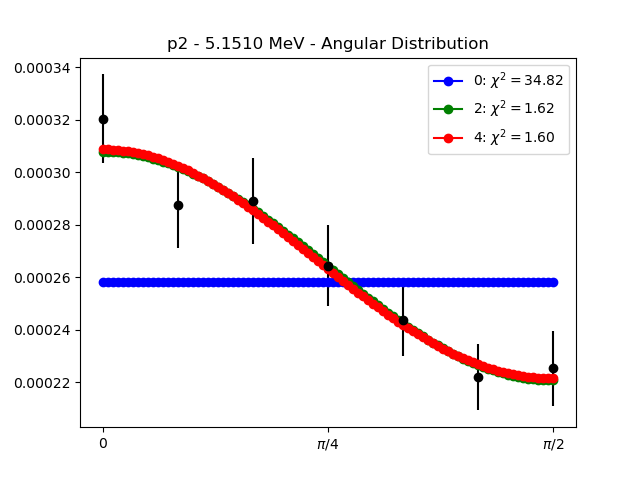 p2 - 5.1510 MeV - Angular Distribution
0: χ² = 34.82
2: χ² = 1.62
4: χ² = 1.60
0.00034
0.00032
0.00030
0.00028
0.00026
0.00024
0.00022
0
π/4
π/2